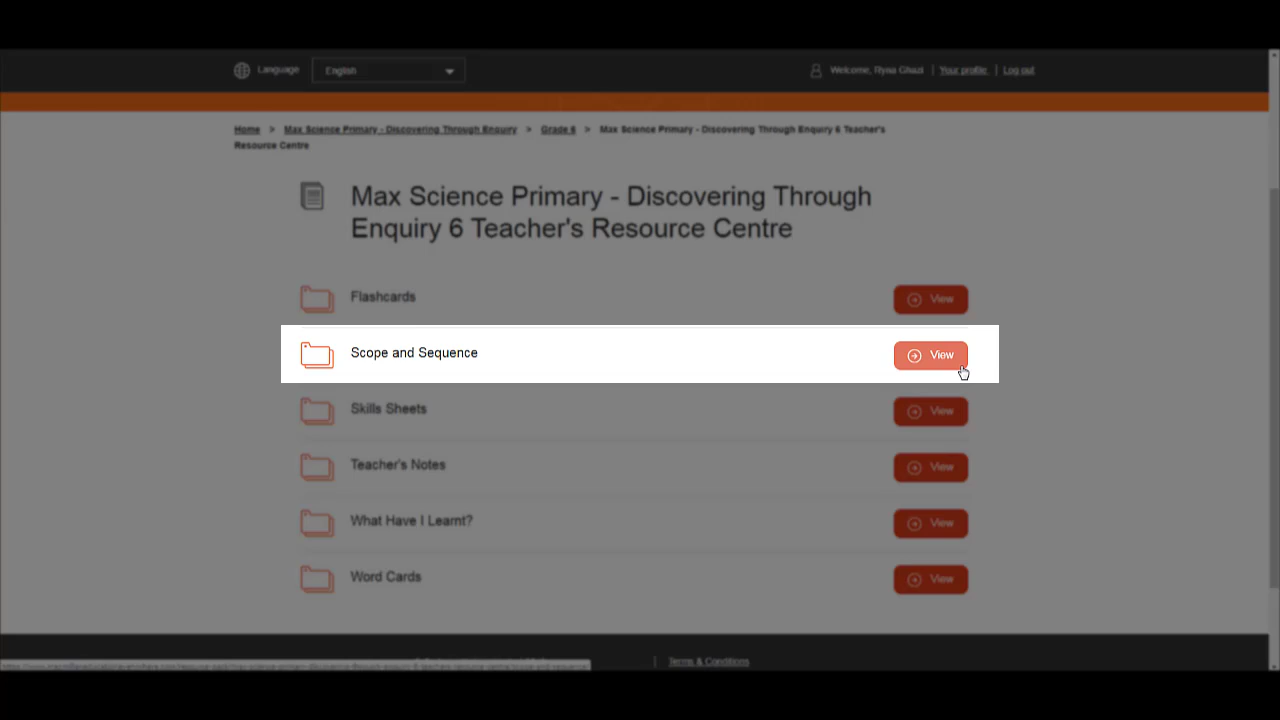 Language
English
Welcome, Ryna Ghazi | Your profile | Log out
Home > Max Science Primary - Discovering Through Enquiry > Grade 6 > Max Science Primary - Discovering Through Enquiry 6 Teacher's
Resource Centre
Max Science Primary - Discovering Through
Enquiry 6 Teacher's Resource Centre
Flashcards
View
Scope and Sequence
View
Skills Sheets
View
Teacher's Notes
View
What Have I Learnt?
View
Word Cards
View
| Terms & Conditions